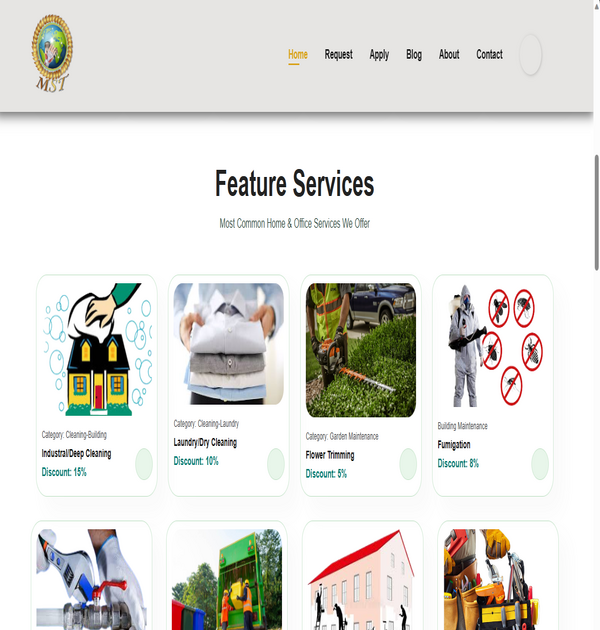 MST
Home Request Apply Blog About Contact
Feature Services
Most Common Home & Office Services We Offer
Category: Cleaning-Building
Industral/Deep Cleaning
Discount: 15%
Category: Cleaning-Laundry
Laundry/Dry Cleaning
Discount: 10%
Category: Garden Maintenance
Flower Trimming
Discount: 5%
Building Maintenance
Fumigation
Discount: 8%